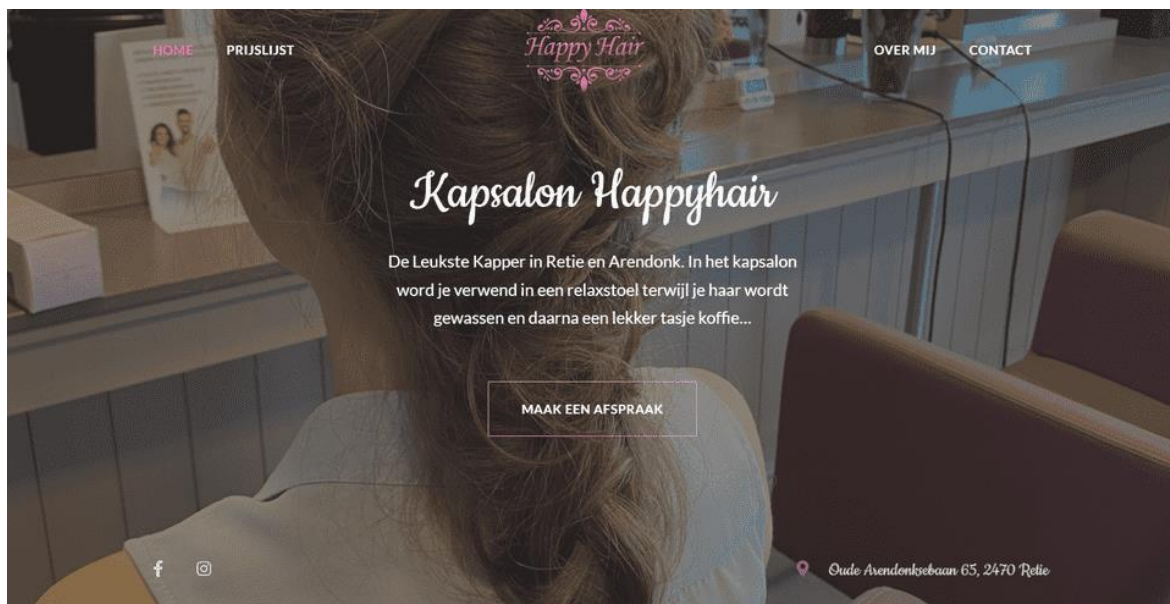 HOME PRIJSLIJST Happy Hair OVER MIJ CONTACT
Kapsalon Happyhair
De Leukste Kapper in Retie en Arendonk. In het kapsalon
word je verwend in een relaxstoel terwijl je haar wordt
gewassen en daarna een lekker tasje koffie...
MAAK EEN AFSPRAAK
Oude Arendonksebaan 65, 2470 Retie